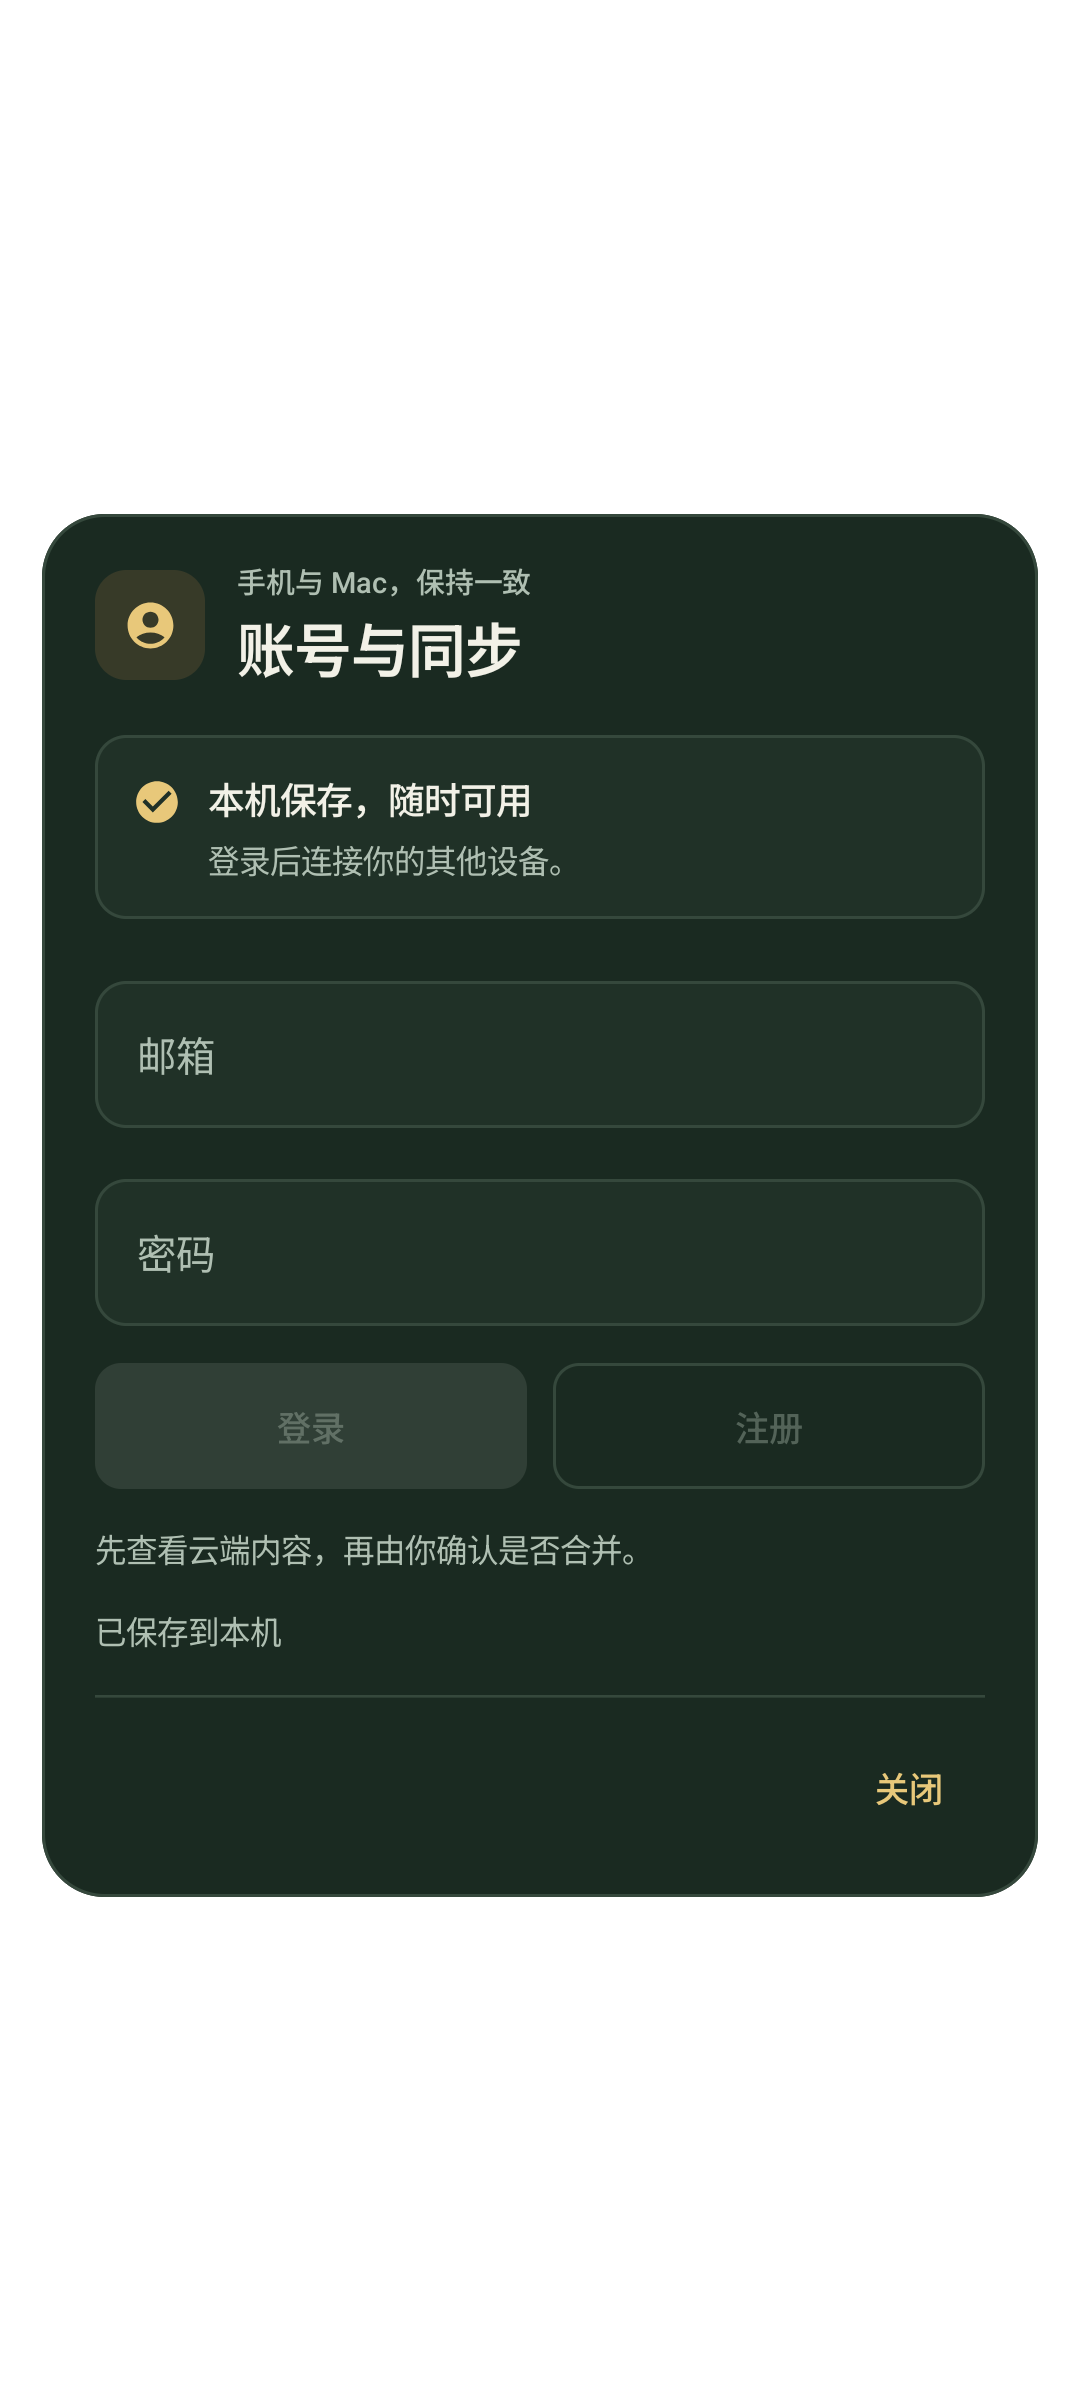 手机与 Mac，保持一致
账号与同步
本机保存，随时可用
登录后连接你的其他设备。
邮箱
密码
登录
注册
先查看云端内容，再由你确认是否合并。
已保存到本机
关闭